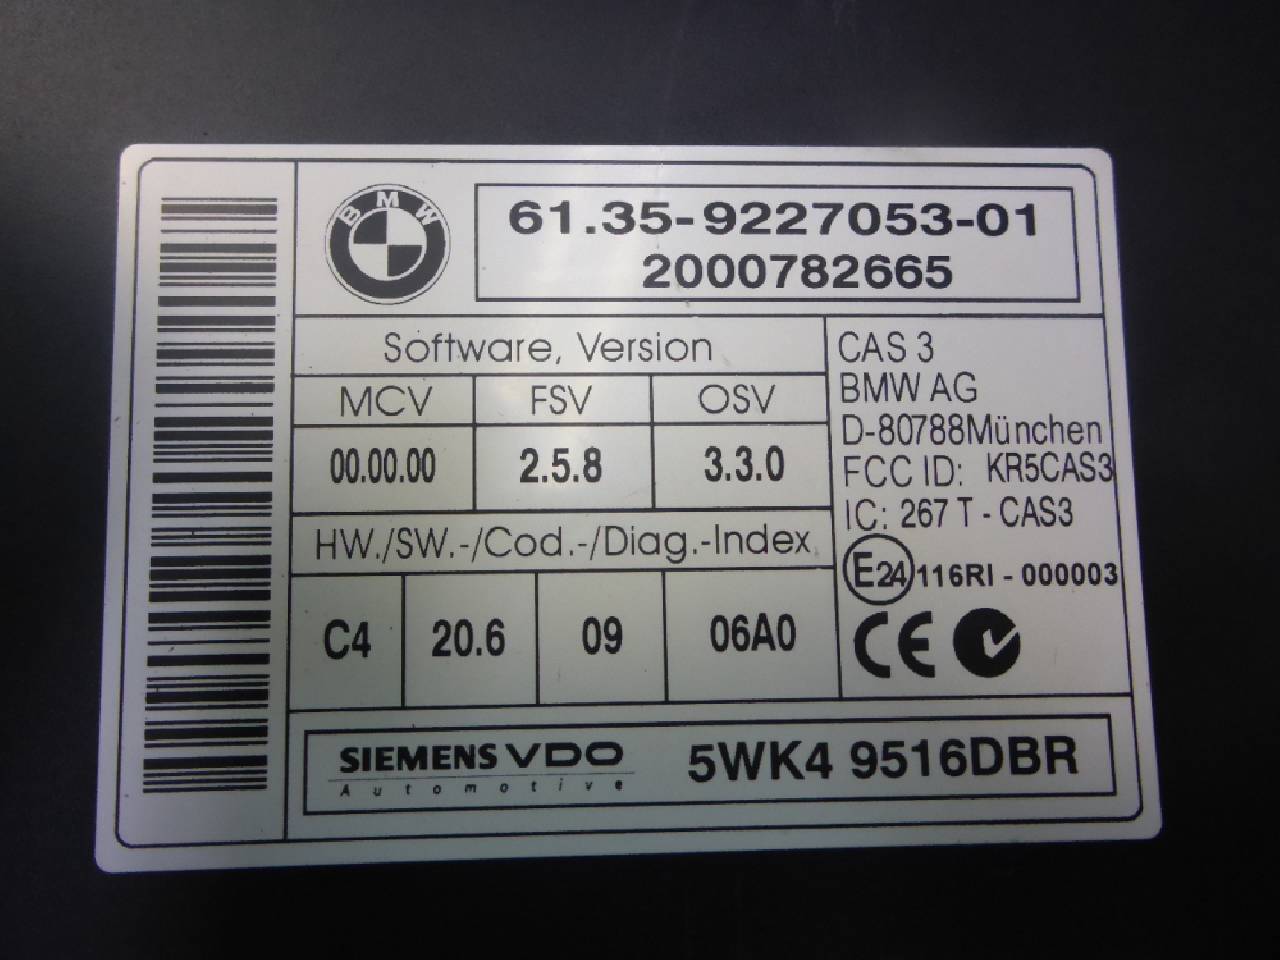 BMW
61.35-9227053-01
2000782665
Software, Version
MCV FSV OSV
00.00.00 2.5.8 3.3.0
HW./SW.-/Cod.-/Diag.-Index
C4 20.6 09 06A0
CAS 3
BMW AG
D-80788München
FCC ID: KR5CAS3
IC: 267 T - CAS3
E24 116RI - 000003
CE
SIEMENS VDO
Automotive
5WK4 9516DBR